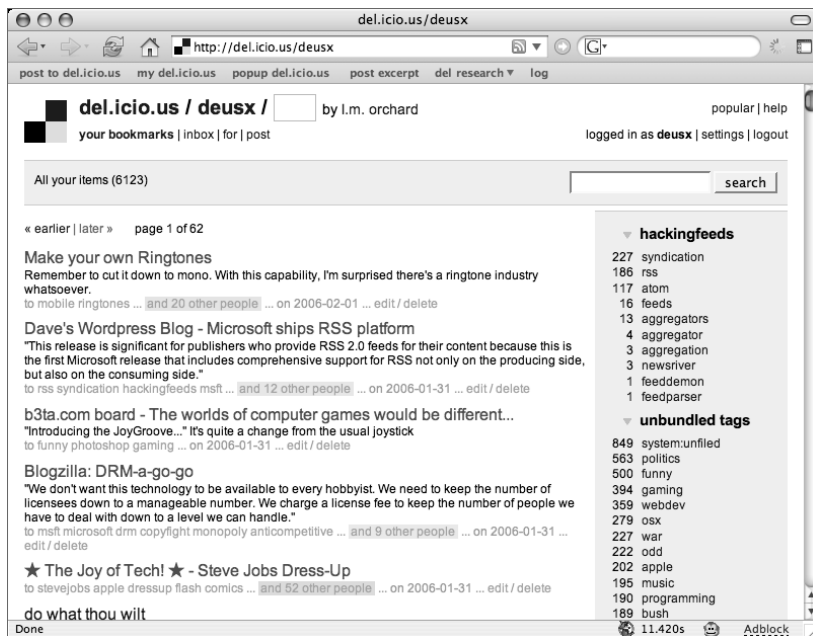 del.icio.us/deusx
http://del.icio.us/deusx
G
post to del.icio.us my del.icio.us popup del.icio.us post excerpt del research ▾ log
del.icio.us / deusx / by l.m. orchard
popular | help
your bookmarks | inbox | for | post
logged in as deusx | settings | logout
All your items (6123)
search
« earlier | later » page 1 of 62
Make your own Ringtones
Remember to cut it down to mono. With this capability, I'm surprised there's a ringtone industry
whatsoever.
to mobile ringtones ... and 20 other people ... on 2006-02-01 ... edit / delete
Dave's Wordpress Blog - Microsoft ships RSS platform
"This release is significant for publishers who provide RSS 2.0 feeds for their content because this is
the first Microsoft release that includes comprehensive support for RSS not only on the producing side,
but also on the consuming side."
to rss syndication hackingfeeds msft ... and 12 other people ... on 2006-01-31 ... edit / delete
b3ta.com board - The worlds of computer games would be different...
"Introducing the JoyGroove..." It's quite a change from the usual joystick
to funny photoshop gaming ... on 2006-01-31 ... edit / delete
Blogzilla: DRM-a-go-go
"We don't want this technology to be available to every hobbyist. We need to keep the number of
licensees down to a manageable number. We charge a license fee to keep the number of people we
have to deal with down to a level we can handle."
to msft microsoft drm copyfight monopoly anticompetitive ... and 9 other people ... on 2006-01-31 ...
edit / delete
★ The Joy of Tech! ★ - Steve Jobs Dress-Up
to stevejobs apple dressup flash comics ... and 52 other people ... on 2006-01-31 ... edit / delete
do what thou wilt
hackingfeeds
227 syndication
186 rss
117 atom
16 feeds
13 aggregators
4 aggregator
3 aggregation
3 newsriver
1 feeddemon
1 feedparser
unbundled tags
849 system:unfiled
563 politics
500 funny
394 gaming
359 webdev
279 osx
227 war
222 odd
202 apple
195 music
190 programming
189 bush
Done
11.420s
Adblock